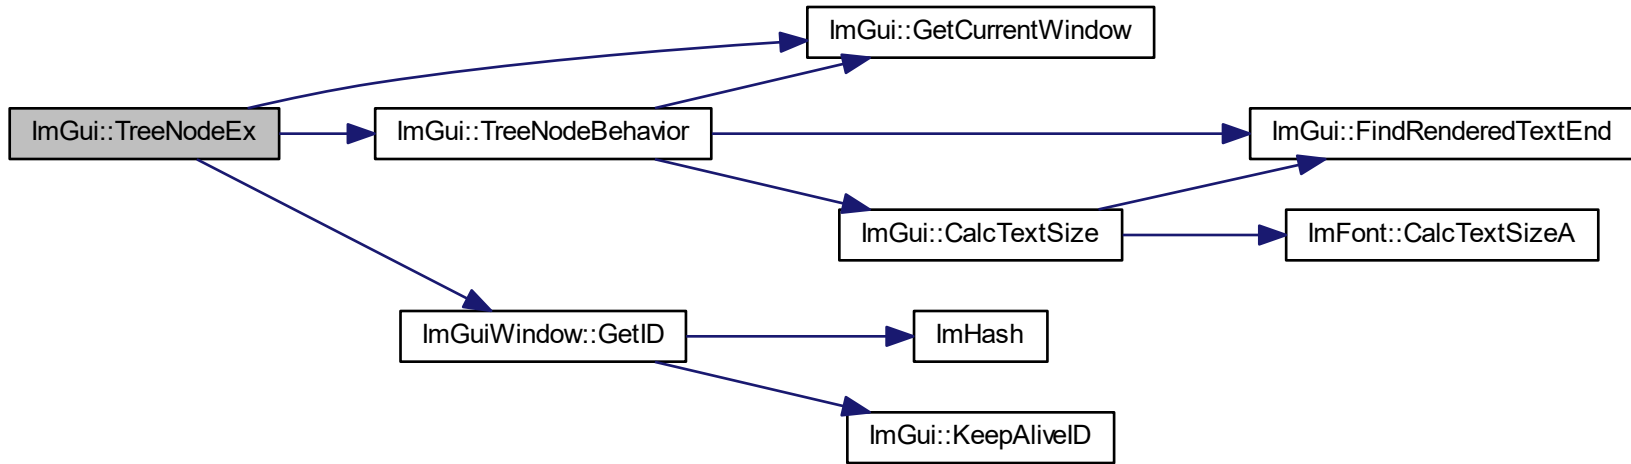 ImGui::GetCurrentWindow
ImGui::TreeNodeEx
ImGui::TreeNodeBehavior
ImGui::FindRenderedTextEnd
ImGui::CalcTextSize
ImFont::CalcTextSizeA
ImGuiWindow::GetID
ImHash
ImGui::KeepAliveID